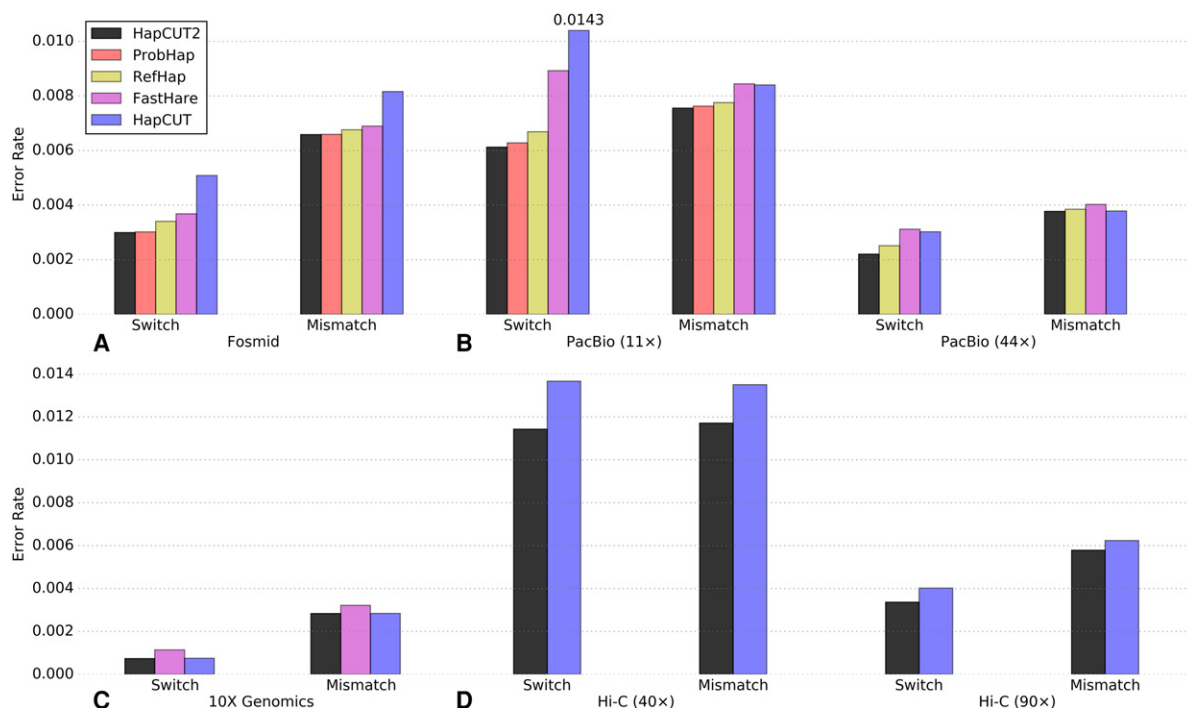 0.0143
0.010
0.008
0.006
0.004
0.002
0.000
Error Rate
HapCUT2
ProbHap
RefHap
FastHare
HapCUT
Switch Mismatch Switch Mismatch Switch Mismatch
A Fosmid B PacBio (11×) PacBio (44×)
0.014
0.012
0.010
0.008
0.006
0.004
0.002
0.000
Error Rate
Switch Mismatch Switch Mismatch Switch Mismatch
C 10X Genomics D Hi-C (40×) Hi-C (90×)